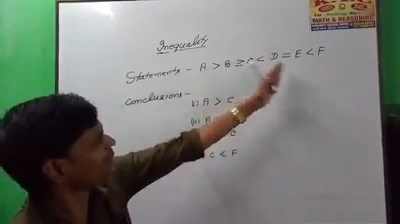 MATH & REASONING
Inequality
Statements - A > B ≥ C < D = E < F
Conclusions:- (i) A > C
(ii) A
C
C < F